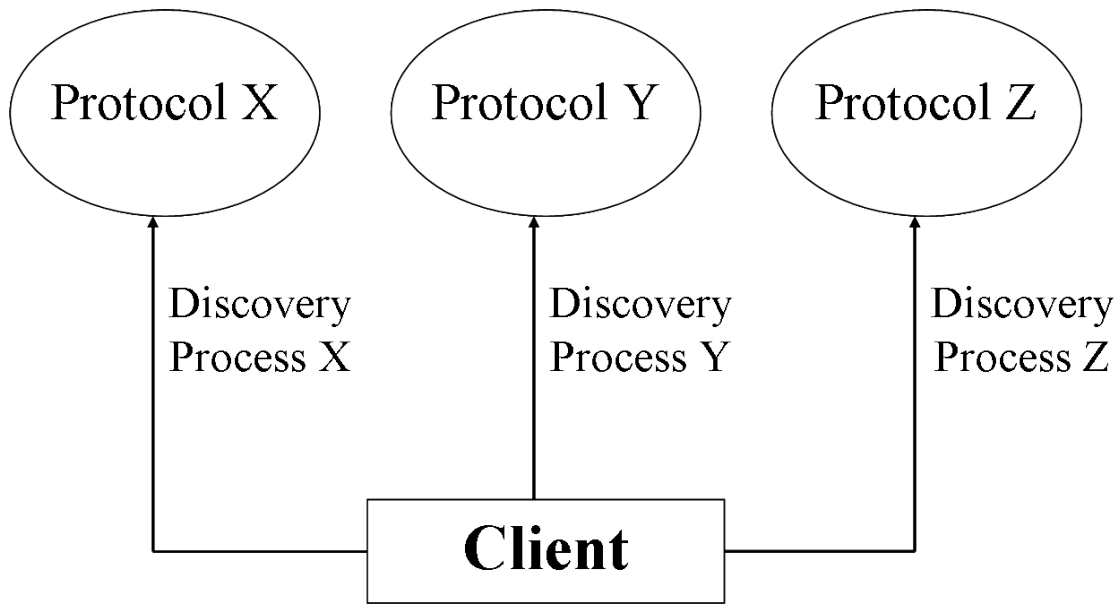 Protocol X
Protocol Y
Protocol Z
Discovery
Process X
Discovery
Process Y
Discovery
Process Z
Client